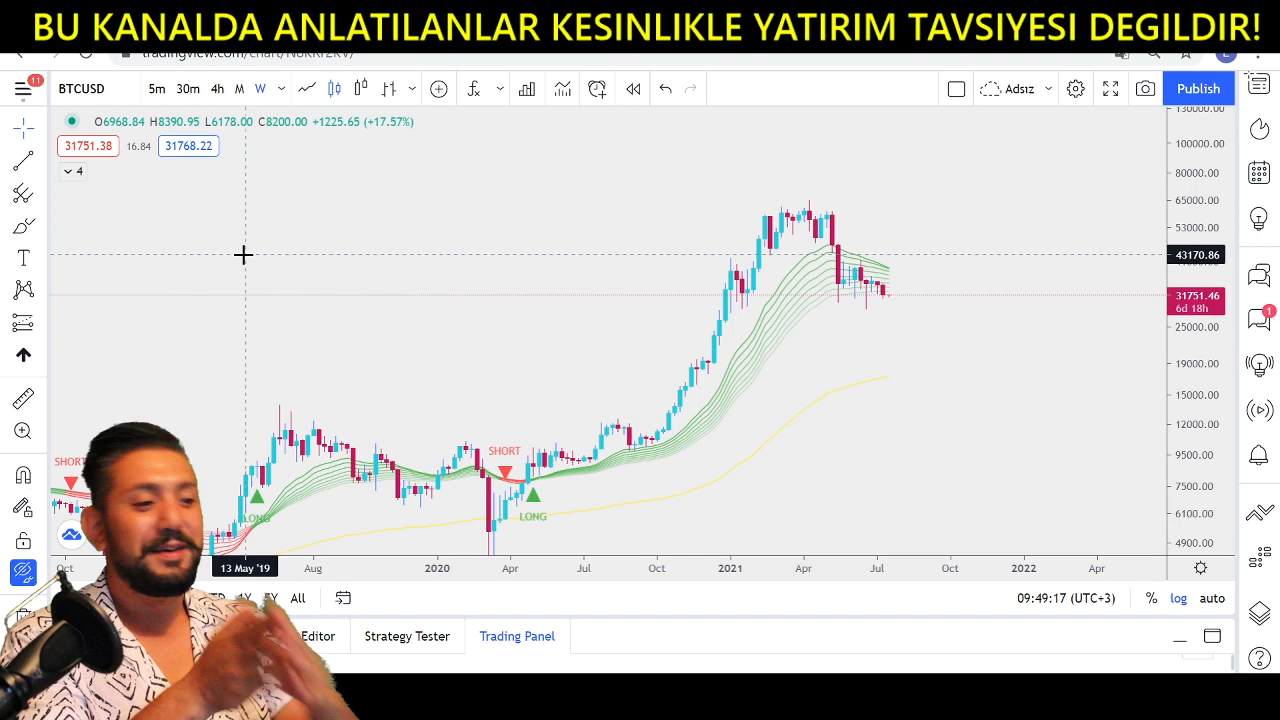 BU KANALDA ANLATILANLAR KESINLIKLE YATIRIM TAVSIYESI DEGILDIR!
11
BTCUSD 5m 30m 4h M W Adsız Publish
O6968.84 H8390.95 L6178.00 C8200.00 +1225.65 (+17.57%)
31751.38 16.84 31768.22
4
130000.00
100000.00
80000.00
65000.00
53000.00
43170.86
31751.46
6d 18h
25000.00
19000.00
15000.00
12000.00
9500.00
7500.00
6100.00
4900.00
1
SHORT
LONG
SHORT
LONG
Oct 13 May '19 Aug 2020 Apr Jul Oct 2021 Apr Jul Oct 2022 Apr
1Y 5Y All 09:49:17 (UTC+3) % log auto
Editor Strategy Tester Trading Panel